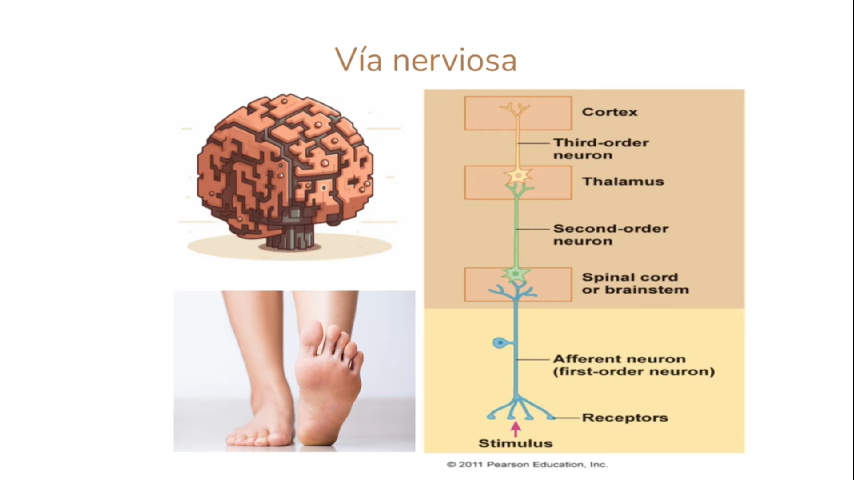 Vía nerviosa
Cortex
Third-order
neuron
Thalamus
Second-order
neuron
Spinal cord
or brainstem
Afferent neuron
(first-order neuron)
Receptors
Stimulus
© 2011 Pearson Education, Inc.